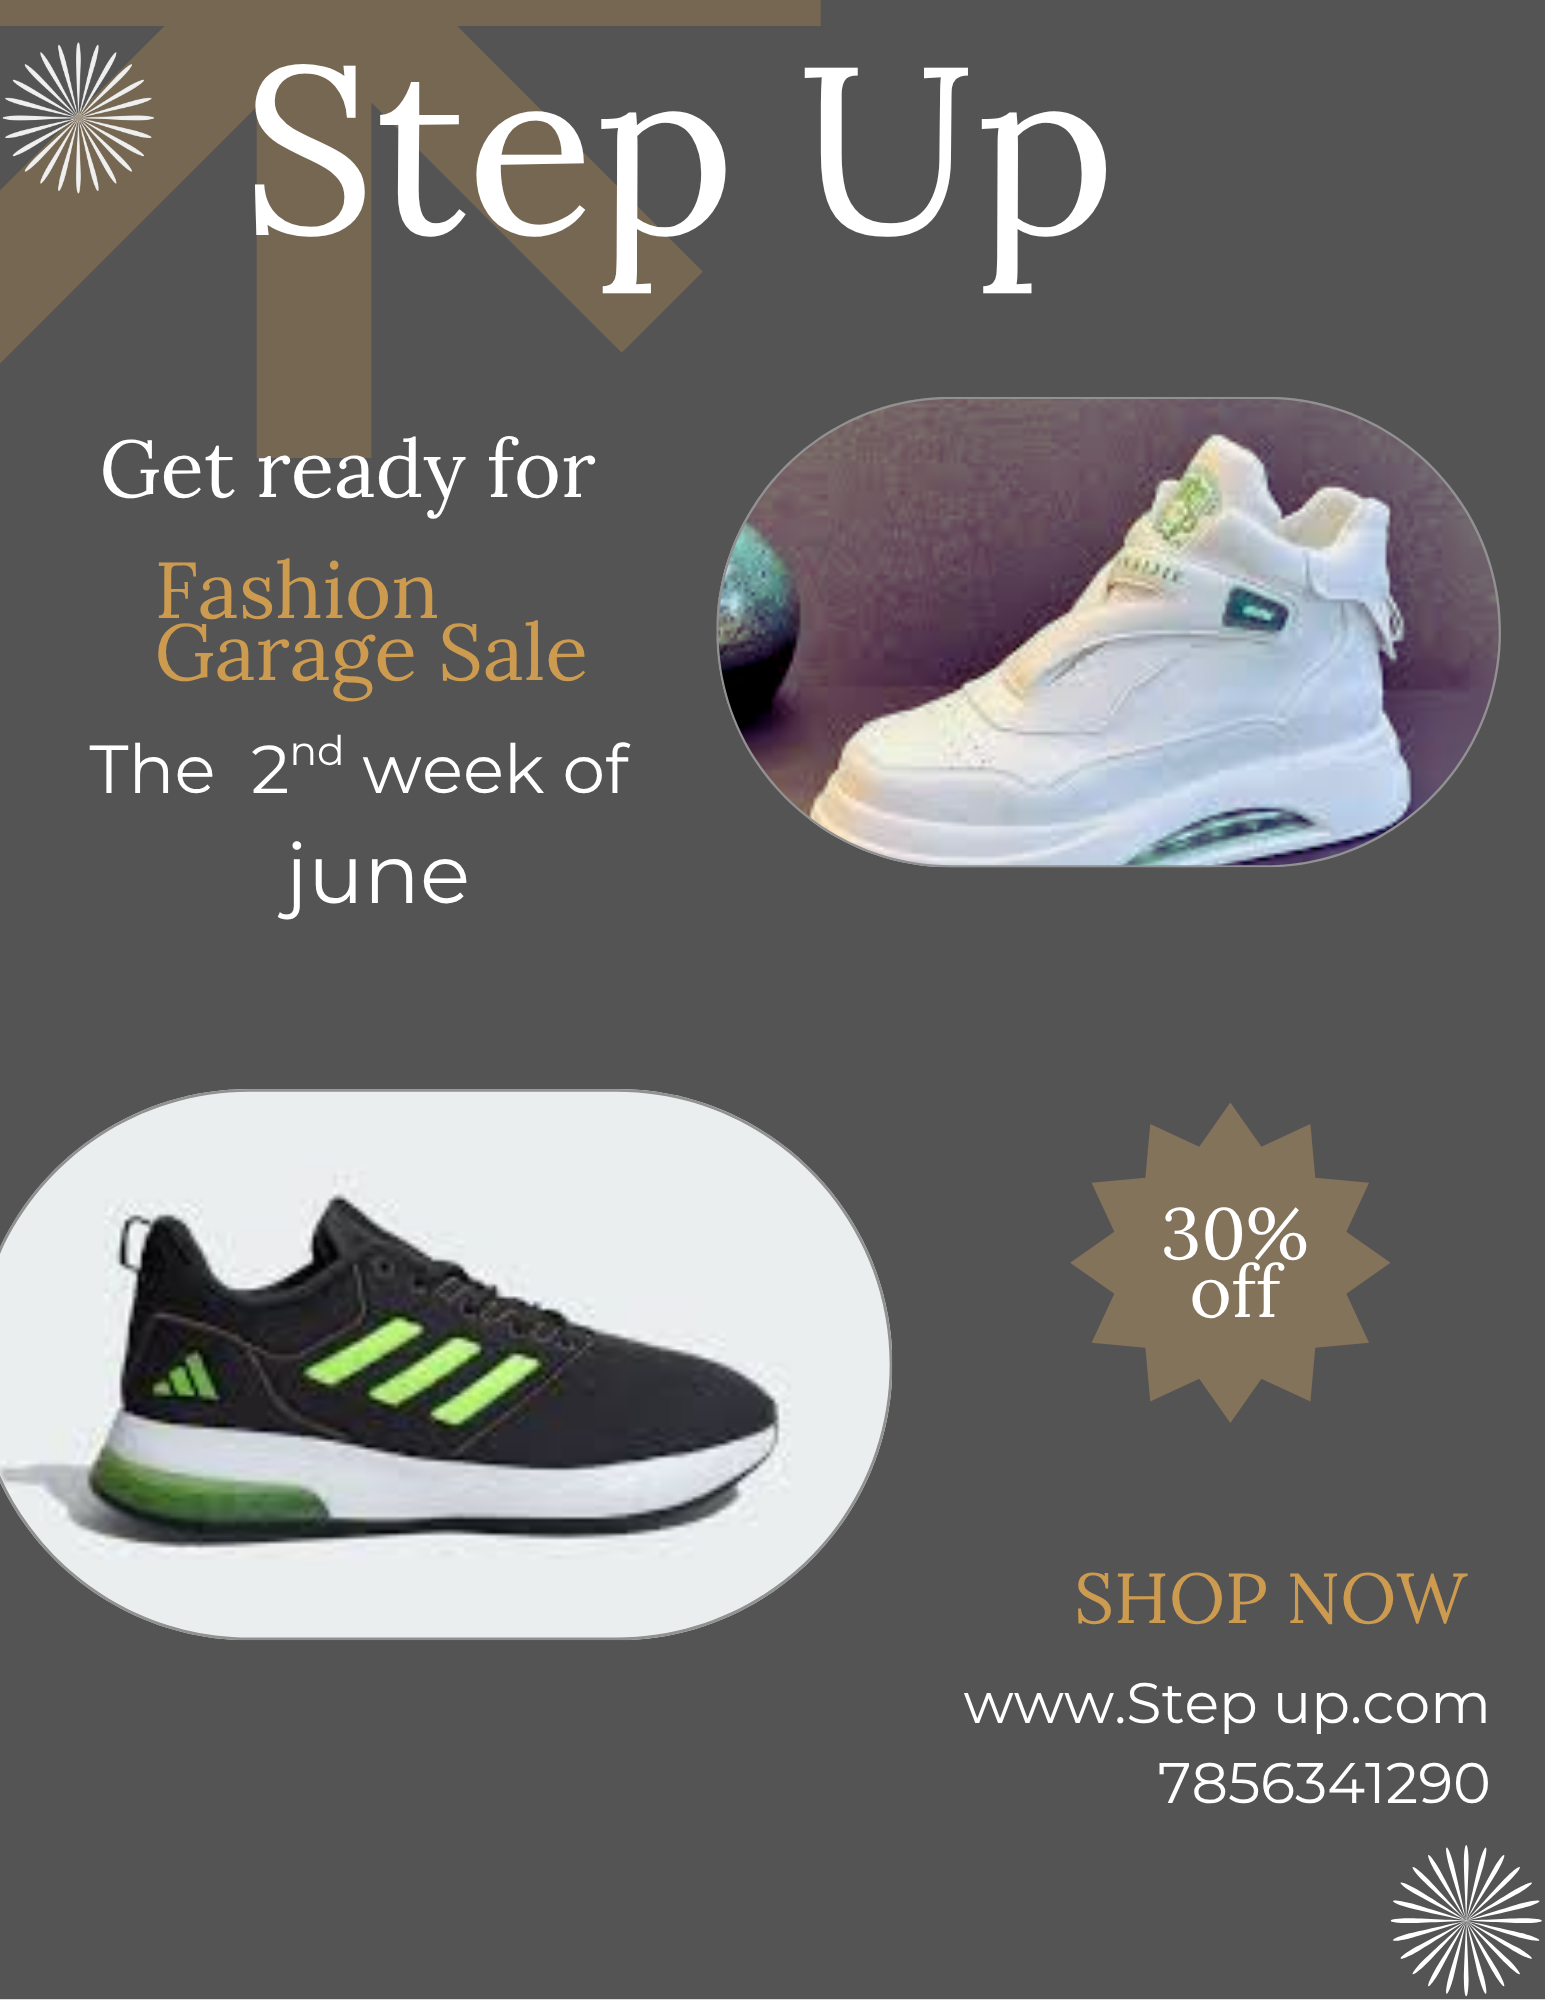 Step Up
Get ready for
Fashion
Garage Sale
The 2nd week of
june
30%
off
SHOP NOW
www.Step up.com
7856341290